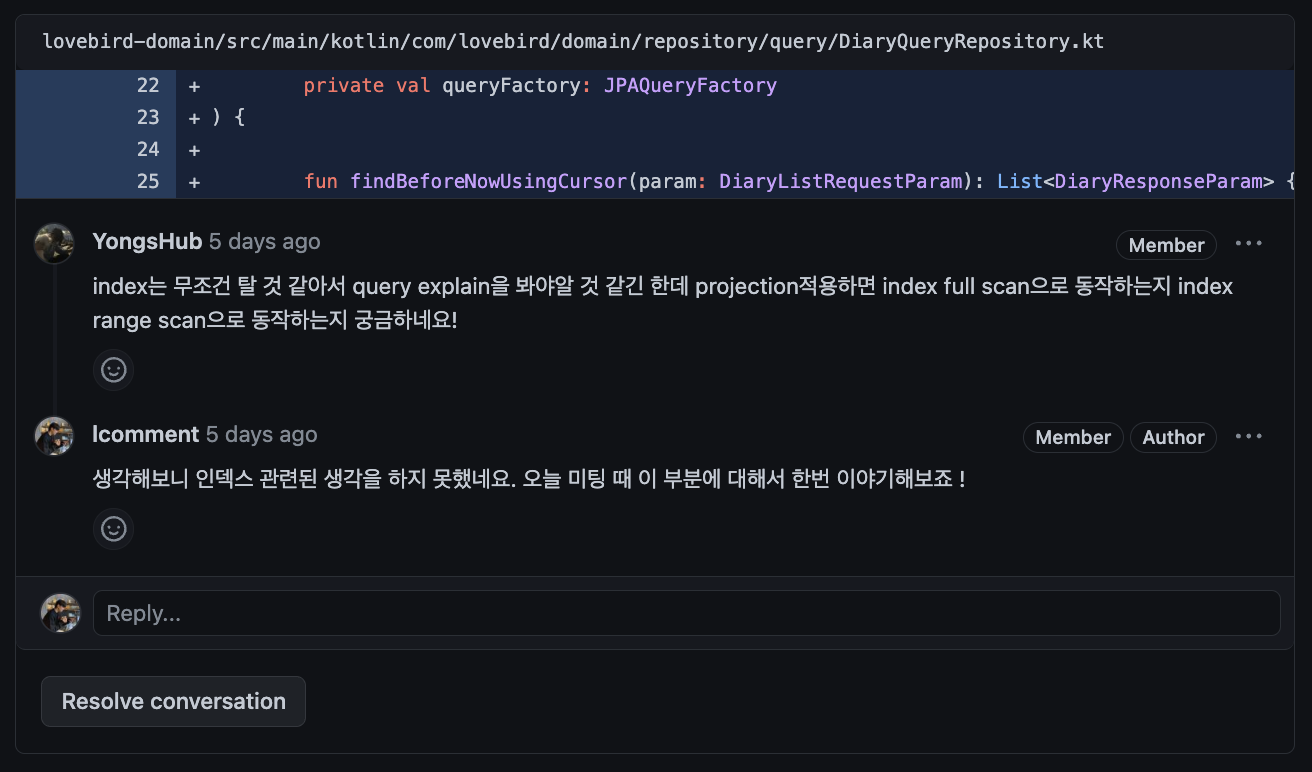 lovebird-domain/src/main/kotlin/com/lovebird/domain/repository/query/DiaryQueryRepository.kt
22 + private val queryFactory: JPAQueryFactory
23 + ) {
24 +
25 + fun findBeforeNowUsingCursor(param: DiaryListRequestParam): List<DiaryResponseParam> {
YongsHub 5 days ago Member ...
index는 무조건 탈 것 같아서 query explain을 봐야알 것 같긴 한데 projection적용하면 index full scan으로 동작하는지 index
range scan으로 동작하는지 궁금하네요!
lcomment 5 days ago Member Author ...
생각해보니 인덱스 관련된 생각을 하지 못했네요. 오늘 미팅 때 이 부분에 대해서 한번 이야기해보죠 !
Reply...
Resolve conversation